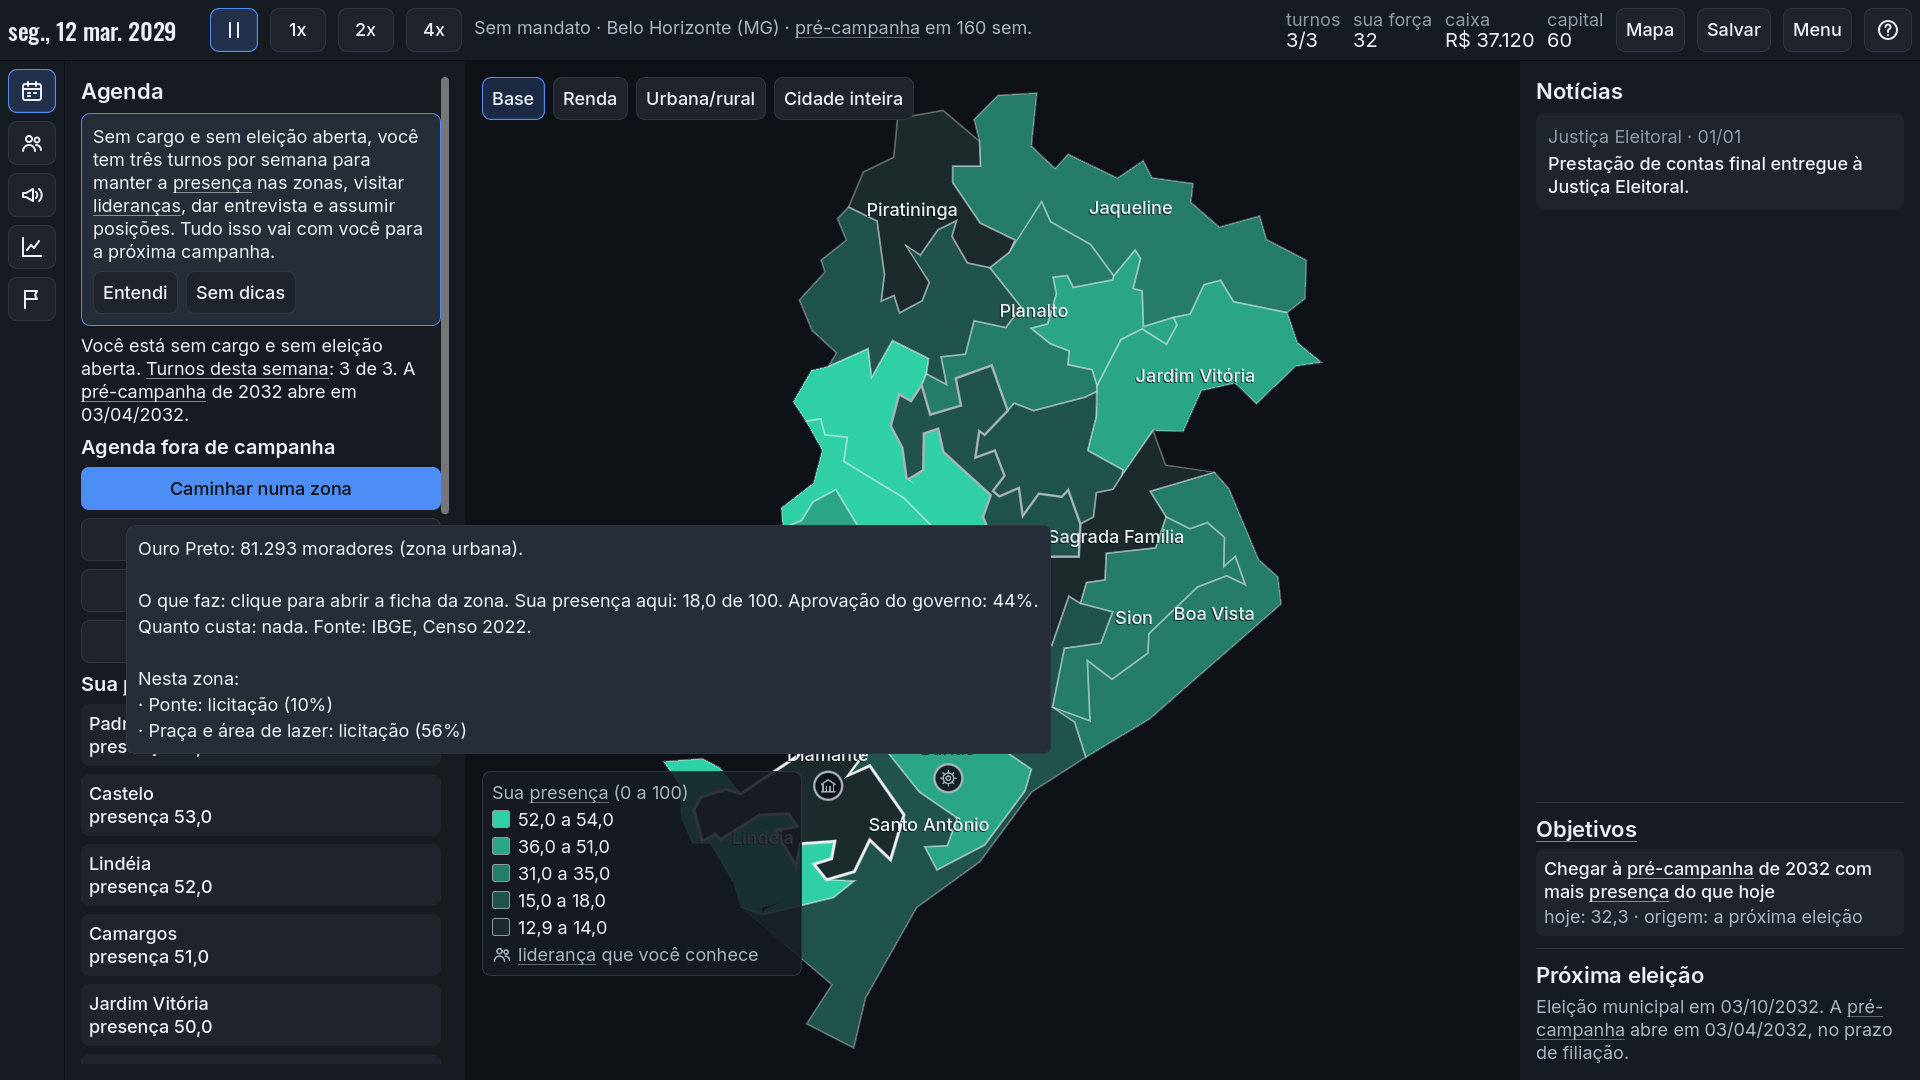 seg., 12 mar. 2029
1x
2x
4x
Sem mandato · Belo Horizonte (MG) · pré-campanha em 160 sem.
turnos
3/3
sua força
32
caixa
R$ 37.120
capital
60
Mapa
Salvar
Menu
Agenda
Sem cargo e sem eleição aberta, você
tem três turnos por semana para
manter a presença nas zonas, visitar
lideranças, dar entrevista e assumir
posições. Tudo isso vai com você para
a próxima campanha.
Entendi
Sem dicas
Você está sem cargo e sem eleição
aberta. Turnos desta semana: 3 de 3. A
pré-campanha de 2032 abre em
03/04/2032.
Agenda fora de campanha
Caminhar numa zona
Sua
Castelo
presença 53,0
Lindéia
presença 52,0
Camargos
presença 51,0
Jardim Vitória
presença 50,0
Base
Renda
Urbana/rural
Cidade inteira
Piratininga
Jaqueline
Planalto
Jardim Vitória
Sagrada Família
Sion
Boa Vista
Ouro Preto: 81.293 moradores (zona urbana).
O que faz: clique para abrir a ficha da zona. Sua presença aqui: 18,0 de 100. Aprovação do governo: 44%.
Quanto custa: nada. Fonte: IBGE, Censo 2022.
Nesta zona:
· Ponte: licitação (10%)
· Praça e área de lazer: licitação (56%)
Diamante
Santo Antônio
Lindéia
Sua presença (0 a 100)
52,0 a 54,0
36,0 a 51,0
31,0 a 35,0
15,0 a 18,0
12,9 a 14,0
liderança que você conhece
Notícias
Justiça Eleitoral · 01/01
Prestação de contas final entregue à
Justiça Eleitoral.
Objetivos
Chegar à pré-campanha de 2032 com
mais presença do que hoje
hoje: 32,3 · origem: a próxima eleição
Próxima eleição
Eleição municipal em 03/10/2032. A pré-
campanha abre em 03/04/2032, no prazo
de filiação.